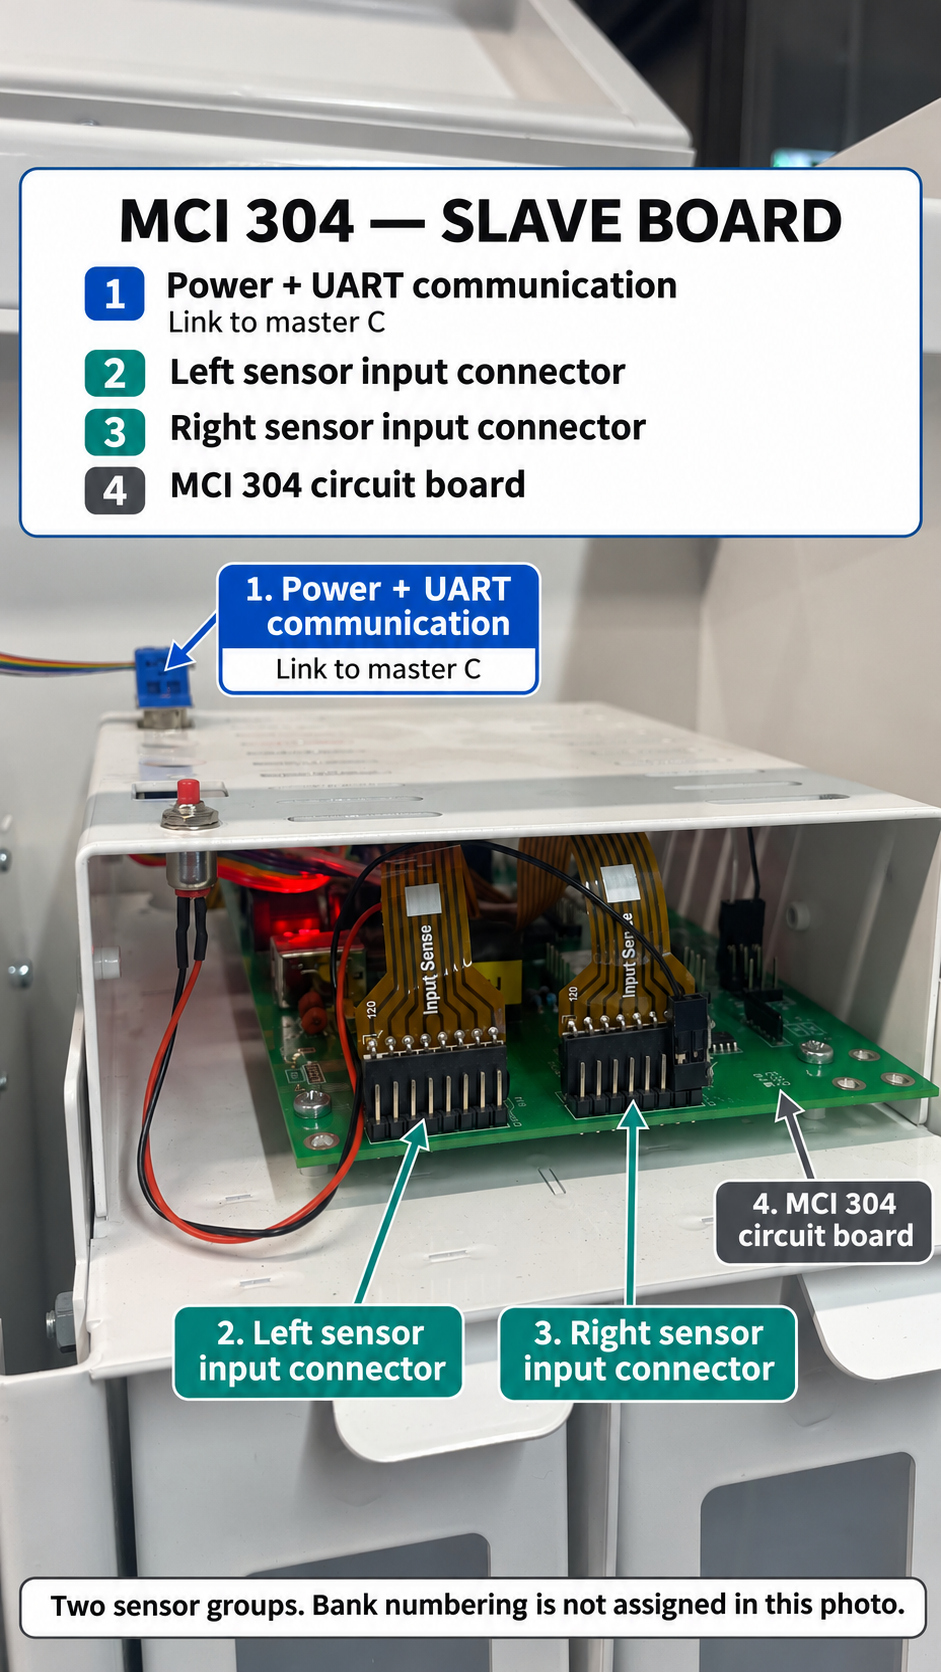 MCI 304 — SLAVE BOARD
1 Power + UART communication
Link to master C
2 Left sensor input connector
3 Right sensor input connector
4 MCI 304 circuit board
1. Power + UART
communication
Link to master C
Input Sense
120
Input Sense
120
4. MCI 304
circuit board
2. Left sensor
input connector
3. Right sensor
input connector
Two sensor groups. Bank numbering is not assigned in this photo.